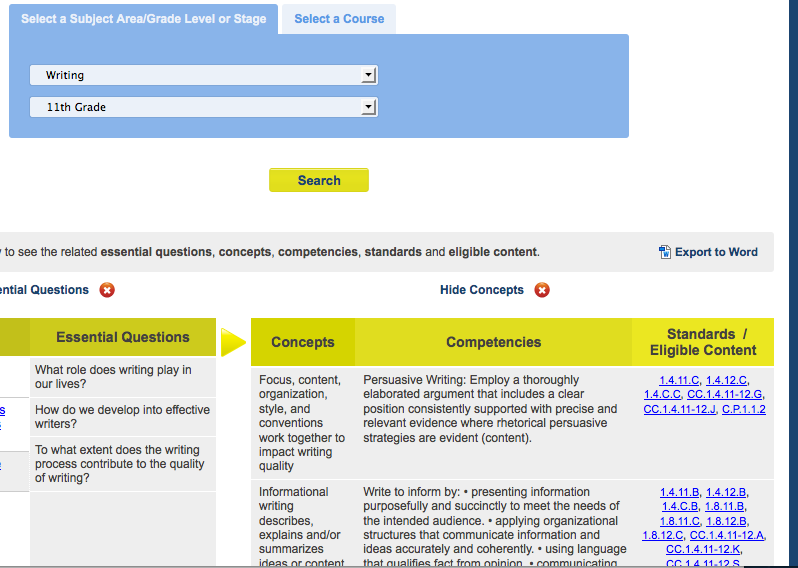 Select a Subject Area/Grade Level or Stage
Select a Course
Writing
11th Grade
Search
to see the related essential questions, concepts, competencies, standards and eligible content.
Export to Word
Questions
Hide Concepts
Essential Questions
What role does writing play in
our lives?
How do we develop into effective
writers?
To what extent does the writing
process contribute to the quality
of writing?
Concepts
Competencies
Standards /
Eligible Content
Focus, content,
organization,
style, and
conventions
work together to
impact writing
quality
Persuasive Writing: Employ a thoroughly
elaborated argument that includes a clear
position consistently supported with precise and
relevant evidence where rhetorical persuasive
strategies are evident (content).
1.4.11.C, 1.4.12.C,
1.4.C.C, CC.1.4.11-12.G,
CC.1.4.11-12.J, C.P.1.1.2
Informational
writing
describes,
explains and/or
summarizes
ideas or content
Write to inform by: • presenting information
purposefully and succinctly to meet the needs of
the intended audience. • applying organizational
structures that communicate information and
ideas accurately and coherently. • using language
that qualifies fact from opinion. • communicating
1.4.11.B, 1.4.12.B,
1.4.C.B, 1.8.11.B,
1.8.11.C, 1.8.12.B,
1.8.12.C, CC.1.4.11-12.A,
CC.1.4.11-12.K,
CC.1.4.11-12.S